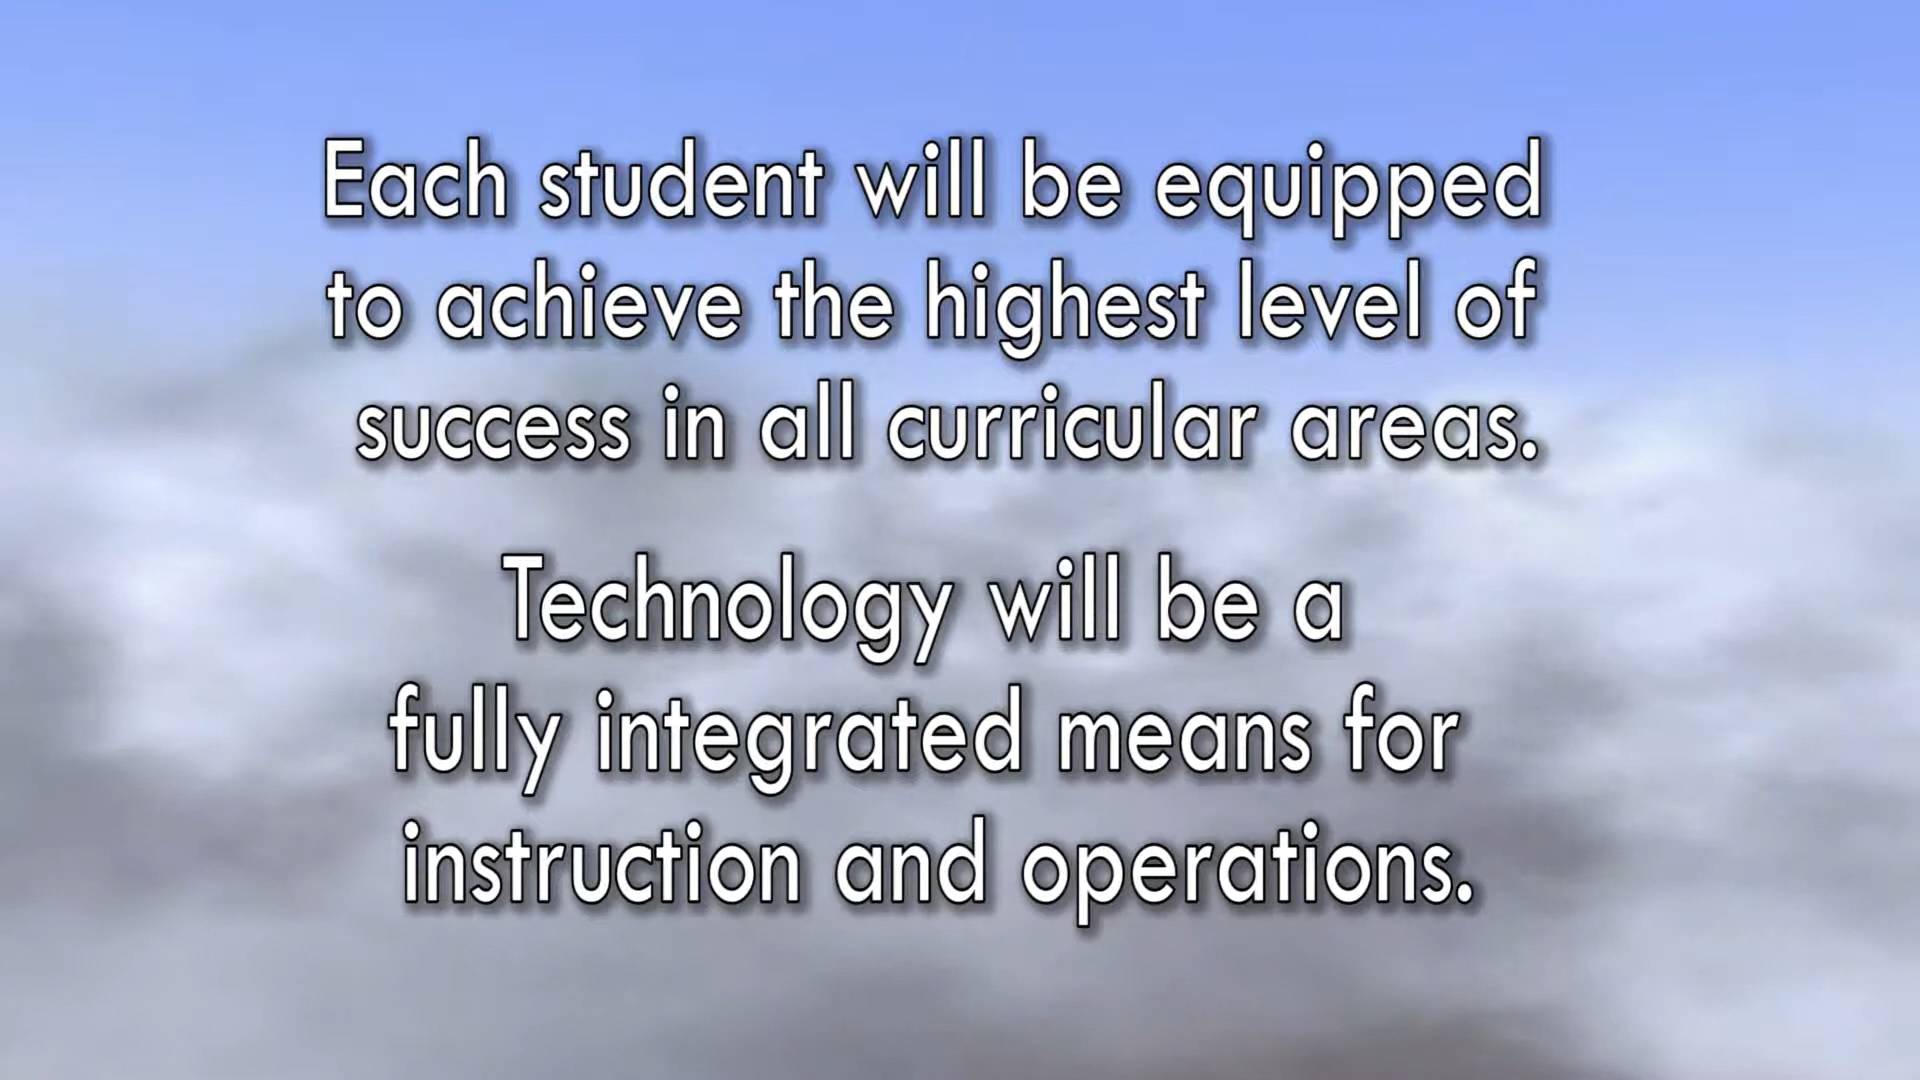 Each student will be equipped
to achieve the highest level of
success in all curricular areas.
Technology will be a
fully integrated means for
instruction and operations.